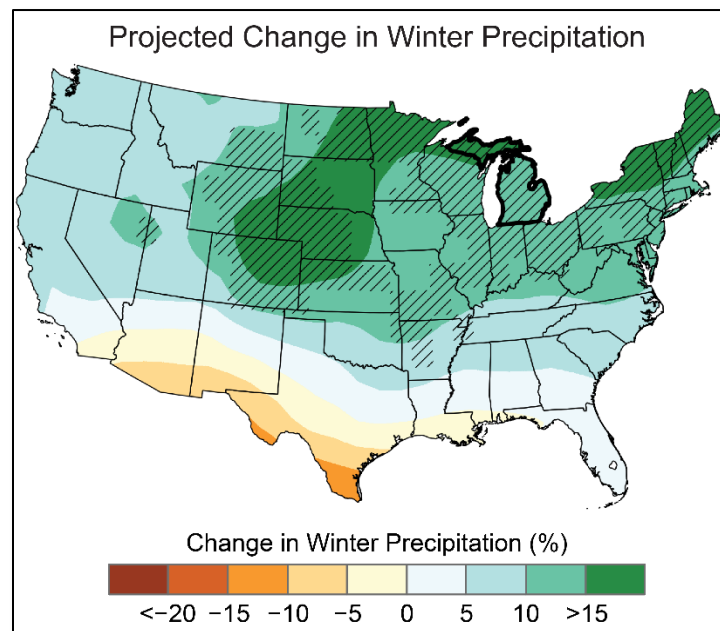 Projected Change in Winter Precipitation
Change in Winter Precipitation (%)
<−20 −15 −10 −5 0 5 10 >15